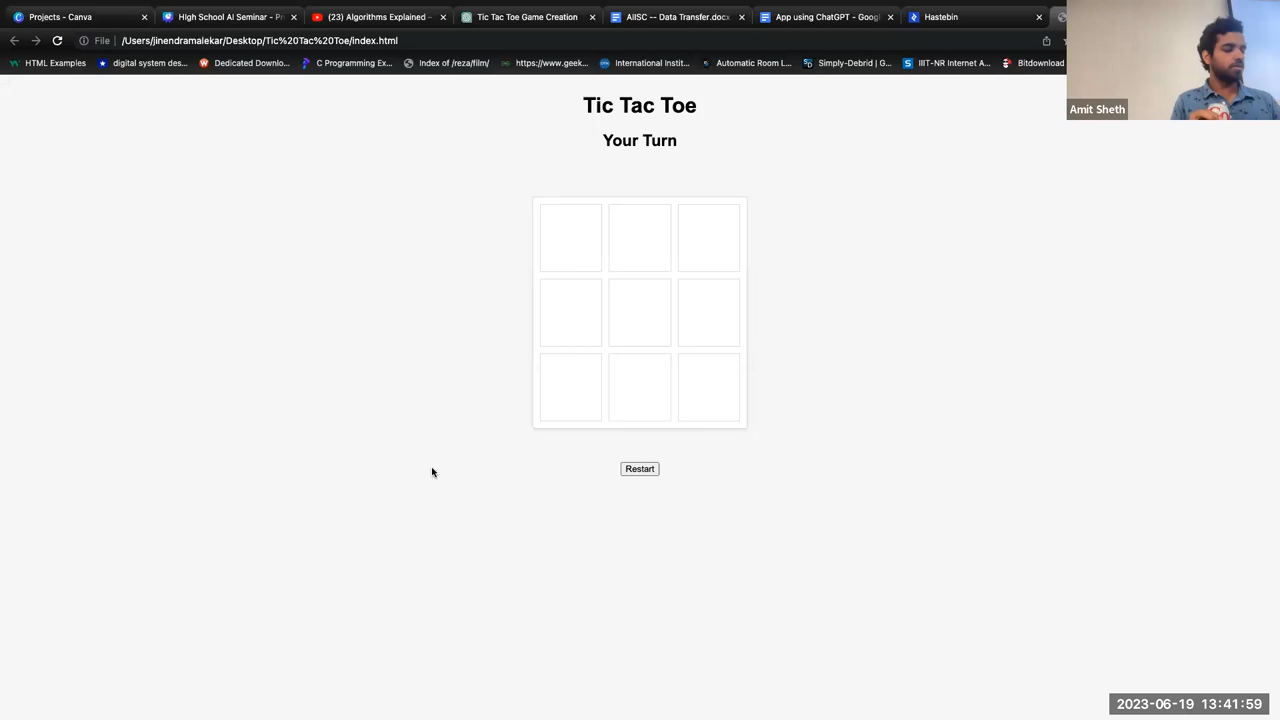 Projects - Canva
High School AI Seminar - Pr
(23) Algorithms Explained –
Tic Tac Toe Game Creation
AIISC -- Data Transfer.docx
App using ChatGPT - Googl
Hastebin
File
/Users/jinendramalekar/Desktop/Tic%20Tac%20Toe/index.html
HTML Examples
digital system des...
Dedicated Downlo...
C Programming Ex...
Index of /reza/film/
https://www.geek...
International Instit...
Automatic Room L...
Simply-Debrid | G...
IIIT-NR Internet A...
Bitdownload
Amit Sheth
Tic Tac Toe
Your Turn
Restart
2023-06-19 13:41:59